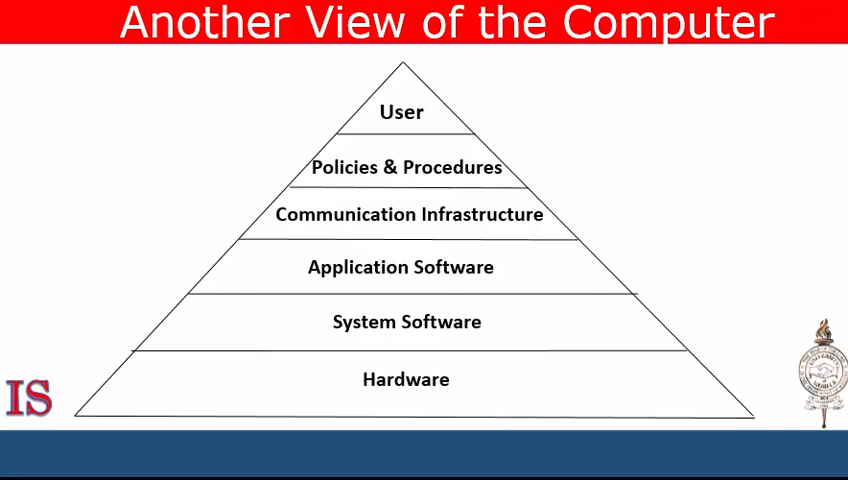 Another View of the Computer
User
Policies & Procedures
Communication Infrastructure
Application Software
System Software
Hardware
IS